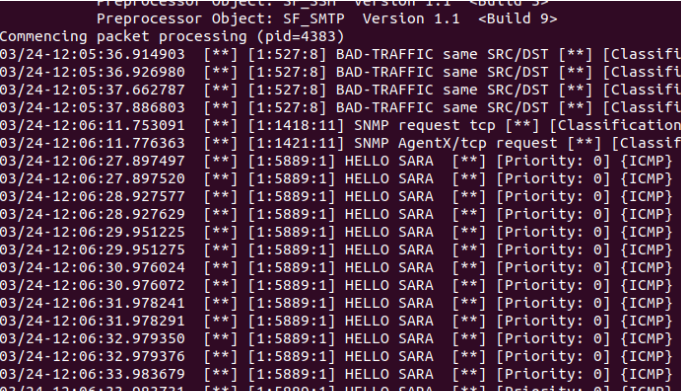 Preprocessor Object: SF_SSH Version 1.1 <Build 3>
Preprocessor Object: SF_SMTP Version 1.1 <Build 9>
Commencing packet processing (pid=4383)
03/24-12:05:36.914903 [**] [1:527:8] BAD-TRAFFIC same SRC/DST [**] [Classifi
03/24-12:05:36.926980 [**] [1:527:8] BAD-TRAFFIC same SRC/DST [**] [Classifi
03/24-12:05:37.662787 [**] [1:527:8] BAD-TRAFFIC same SRC/DST [**] [Classifi
03/24-12:05:37.886803 [**] [1:527:8] BAD-TRAFFIC same SRC/DST [**] [Classifi
03/24-12:06:11.753091 [**] [1:1418:11] SNMP request tcp [**] [Classification
03/24-12:06:11.776363 [**] [1:1421:11] SNMP AgentX/tcp request [**] [Classif
03/24-12:06:27.897497 [**] [1:5889:1] HELLO SARA [**] [Priority: 0] {ICMP}
03/24-12:06:27.897520 [**] [1:5889:1] HELLO SARA [**] [Priority: 0] {ICMP}
03/24-12:06:28.927577 [**] [1:5889:1] HELLO SARA [**] [Priority: 0] {ICMP}
03/24-12:06:28.927629 [**] [1:5889:1] HELLO SARA [**] [Priority: 0] {ICMP}
03/24-12:06:29.951225 [**] [1:5889:1] HELLO SARA [**] [Priority: 0] {ICMP}
03/24-12:06:29.951275 [**] [1:5889:1] HELLO SARA [**] [Priority: 0] {ICMP}
03/24-12:06:30.976024 [**] [1:5889:1] HELLO SARA [**] [Priority: 0] {ICMP}
03/24-12:06:30.976072 [**] [1:5889:1] HELLO SARA [**] [Priority: 0] {ICMP}
03/24-12:06:31.978241 [**] [1:5889:1] HELLO SARA [**] [Priority: 0] {ICMP}
03/24-12:06:31.978291 [**] [1:5889:1] HELLO SARA [**] [Priority: 0] {ICMP}
03/24-12:06:32.979350 [**] [1:5889:1] HELLO SARA [**] [Priority: 0] {ICMP}
03/24-12:06:32.979376 [**] [1:5889:1] HELLO SARA [**] [Priority: 0] {ICMP}
03/24-12:06:33.983679 [**] [1:5889:1] HELLO SARA [**] [Priority: 0] {ICMP}
03/24-12:06:33.983731 [**] [1:5889:1] HELLO SARA [**] [Priority: 0] {ICMP}